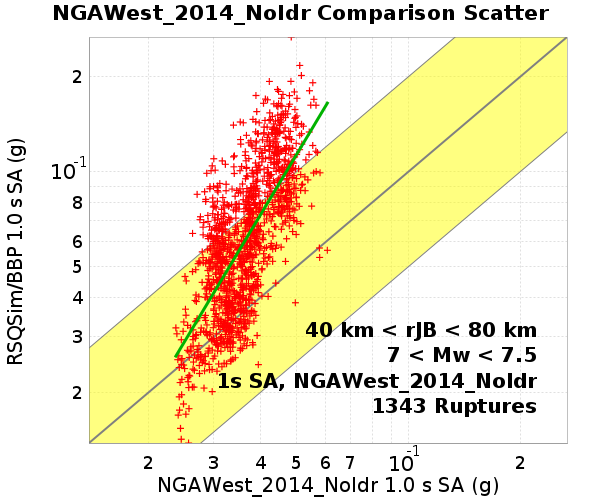 NGAWest_2014_NoIdr Comparison Scatter
RSQSim/BBP 1.0 s SA (g)
2
10-1
8
6
5
4
3
2
40 km < rJB < 80 km
7 < Mw < 7.5
1s SA, NGAWest_2014_NoIdr
1343 Ruptures
2 3 4 5 6 7 10-1 2
NGAWest_2014_NoIdr 1.0 s SA (g)